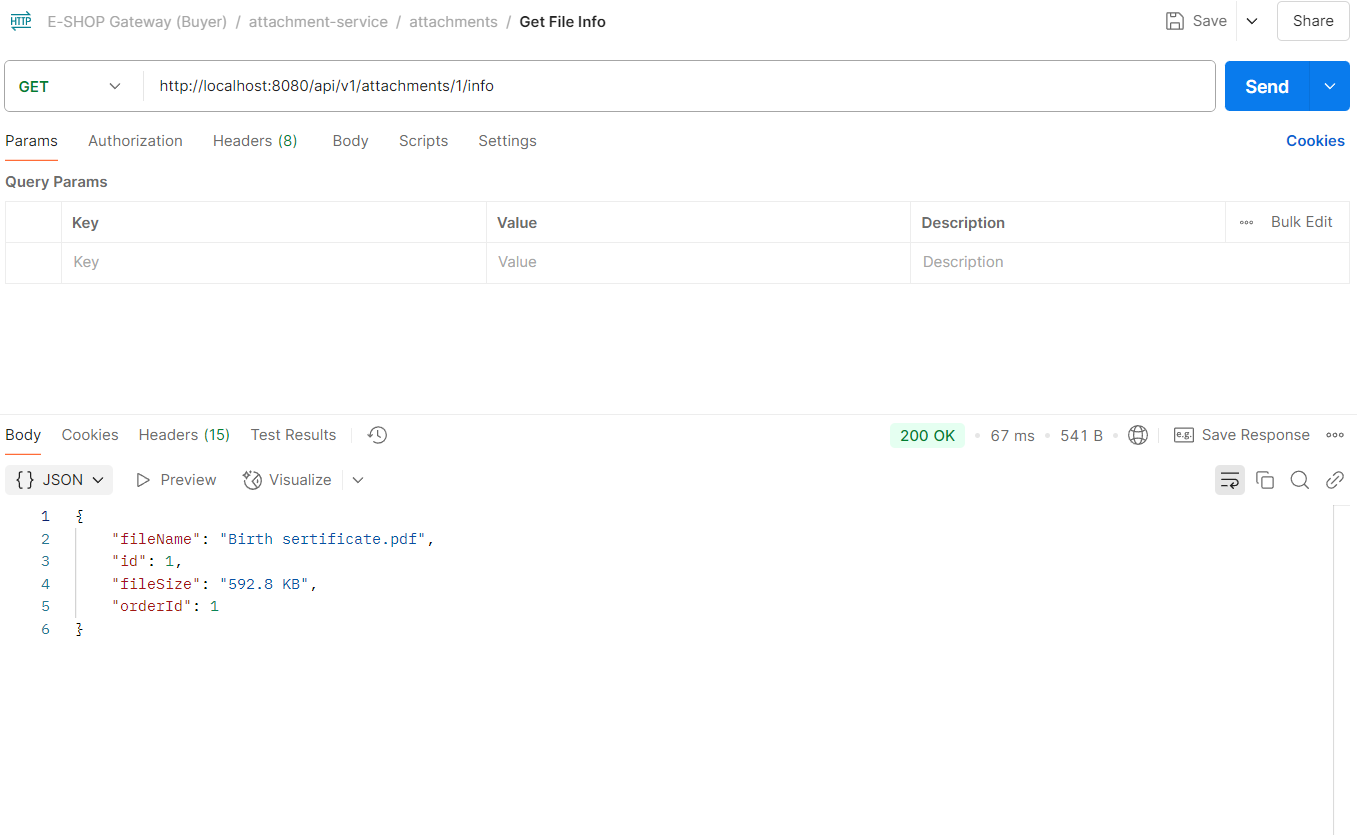 HTTP E-SHOP Gateway (Buyer) / attachment-service / attachments / Get File Info Save Share
GET http://localhost:8080/api/v1/attachments/1/info Send
Params Authorization Headers (8) Body Scripts Settings Cookies
Query Params
Key Value Description Bulk Edit
Key Value Description
Body Cookies Headers (15) Test Results 200 OK 67 ms 541 B e.g. Save Response
{} JSON Preview Visualize
1 {
2 "fileName": "Birth sertificate.pdf",
3 "id": 1,
4 "fileSize": "592.8 KB",
5 "orderId": 1
6 }